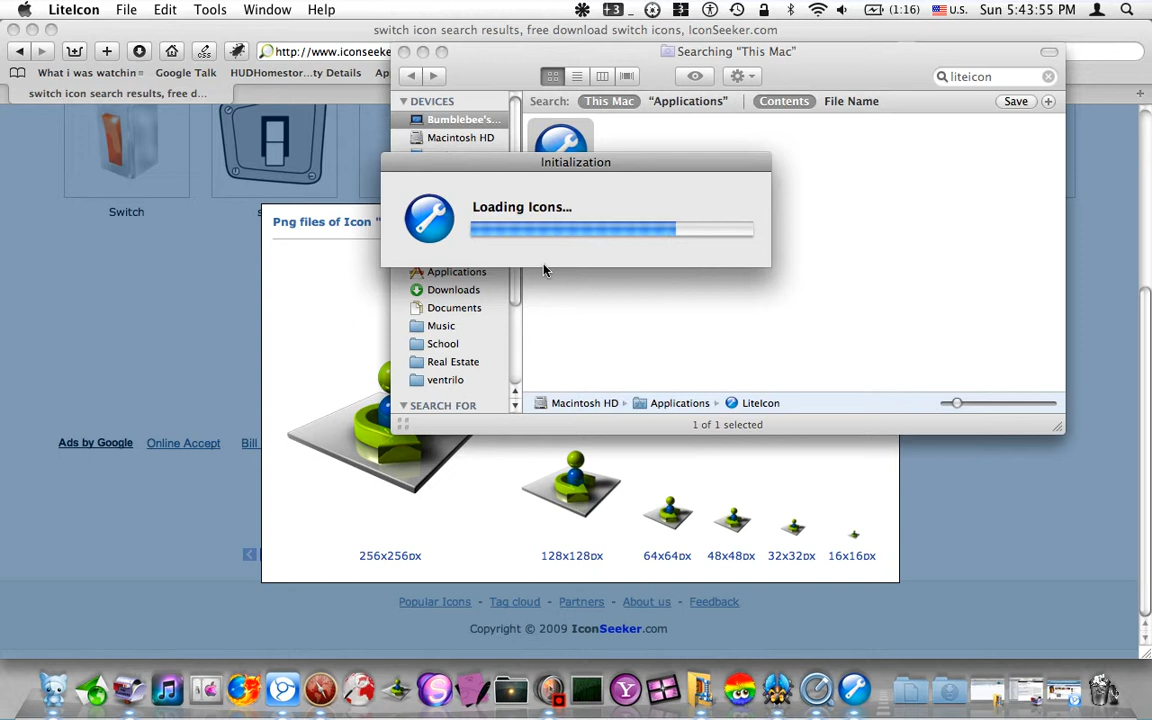 LiteIcon File Edit Tools Window Help
+3 (1:16) U.S. Sun 5:43:55 PM
switch icon search results, free download switch icons, IconSeeker.com
http://www.iconseeke
What i was watchin Google Talk HUDHomestor...ty Details Ap
switch icon search results, free d...
Searching "This Mac"
liteicon
DEVICES
Search: This Mac "Applications" Contents File Name Save
Bumblebee's...
Macintosh HD
Initialization
Loading Icons...
Applications
Downloads
Documents
Music
School
Real Estate
ventrilo
SEARCH FOR
Macintosh HD Applications LiteIcon
1 of 1 selected
Switch
Png files of Icon "
Ads by Google Online Accept Bill
256x256px 128x128px 64x64px 48x48px 32x32px 16x16px
Popular Icons - Tag cloud - Partners - About us - Feedback
Copyright © 2009 IconSeeker.com